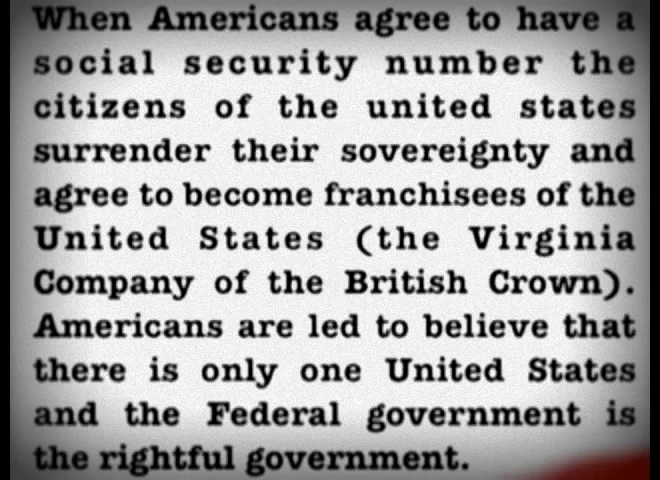 When Americans agree to have a
social security number the
citizens of the united states
surrender their sovereignty and
agree to become franchisees of the
United States (the Virginia
Company of the British Crown).
Americans are led to believe that
there is only one United States
and the Federal government is
the rightful government.